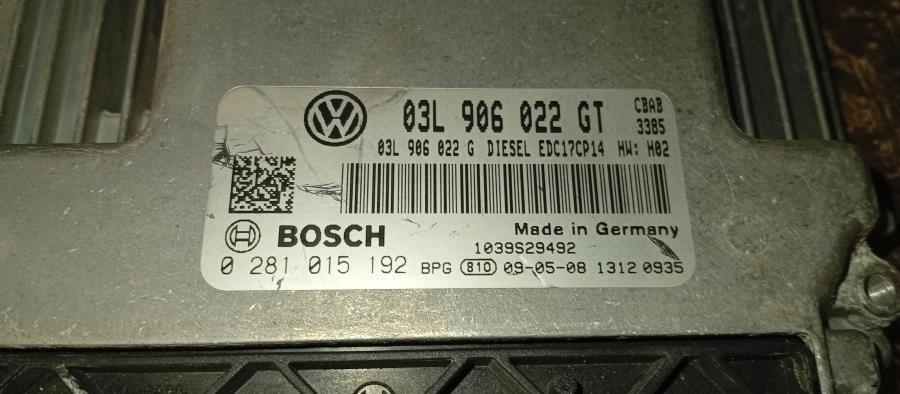 03L 906 022 GT CBAB
3385
03L 906 022 G DIESEL EDC17CP14 HW: H02
BOSCH Made in Germany
1039S29492
0 281 015 192 BPG 810 09-05-08 1312 0935